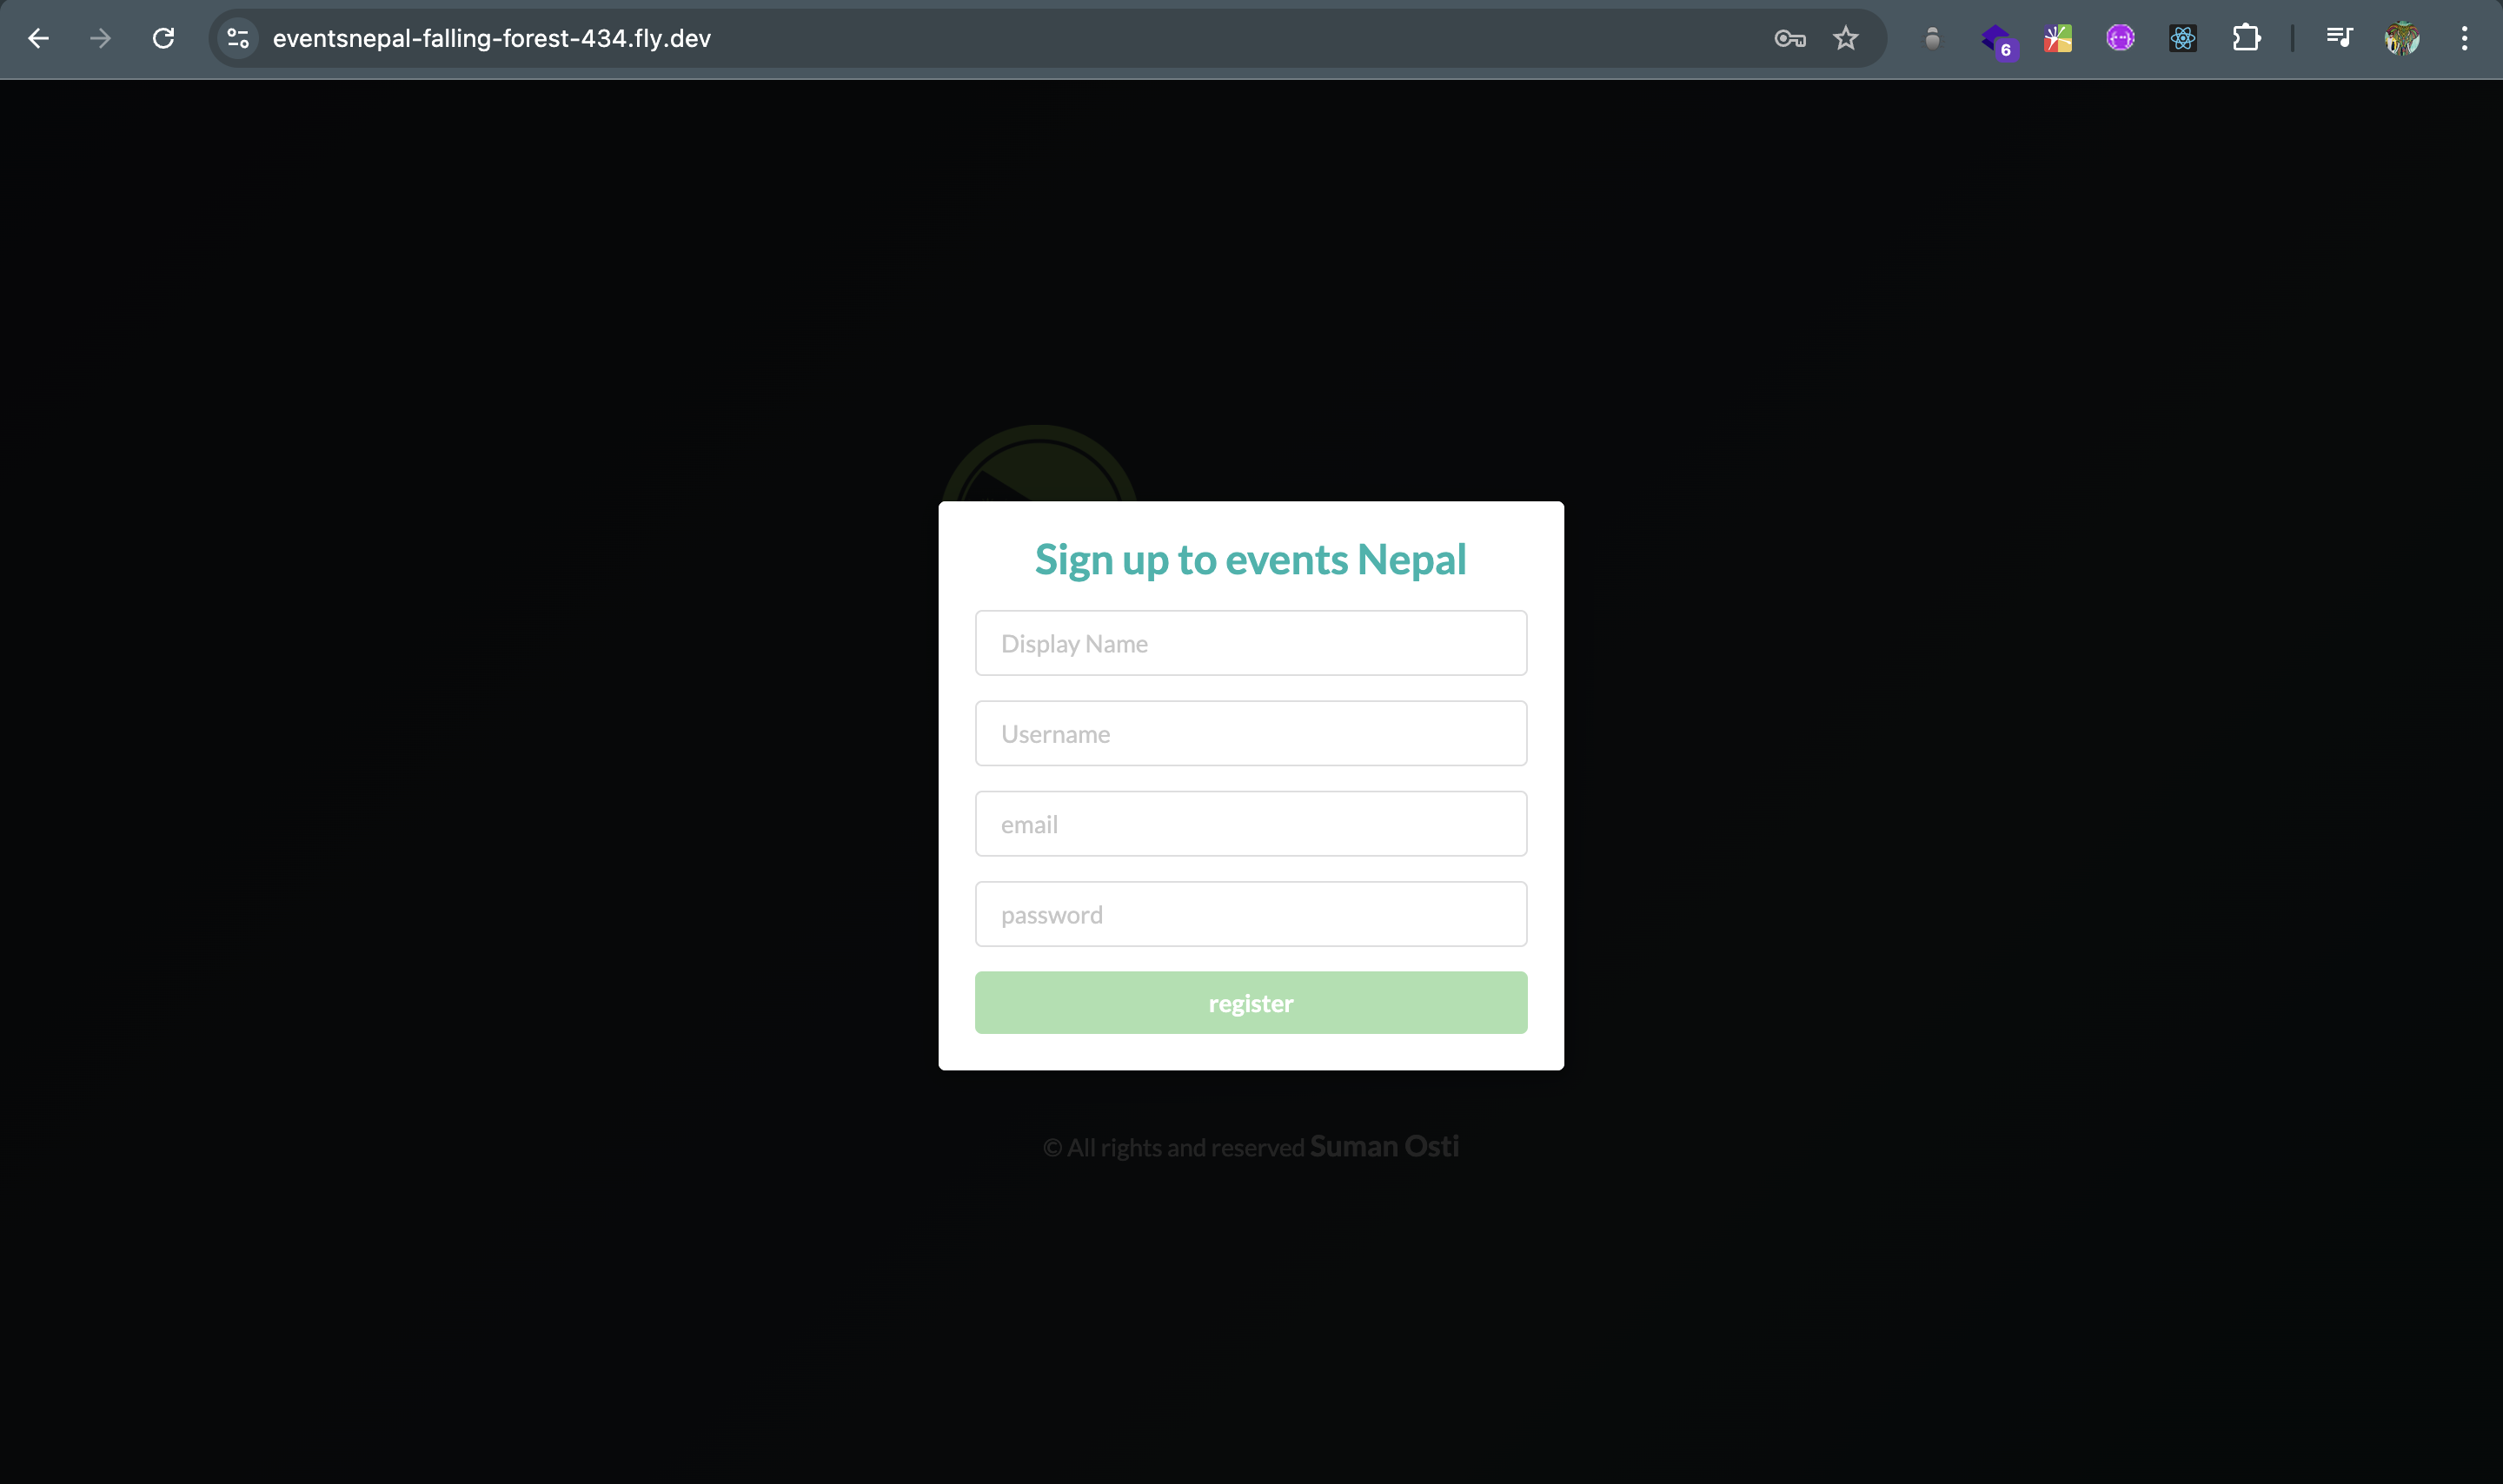 eventsnepal-falling-forest-434.fly.dev
6
Sign up to events Nepal
Display Name
Username
email
password
register
© All rights and reserved Suman Osti